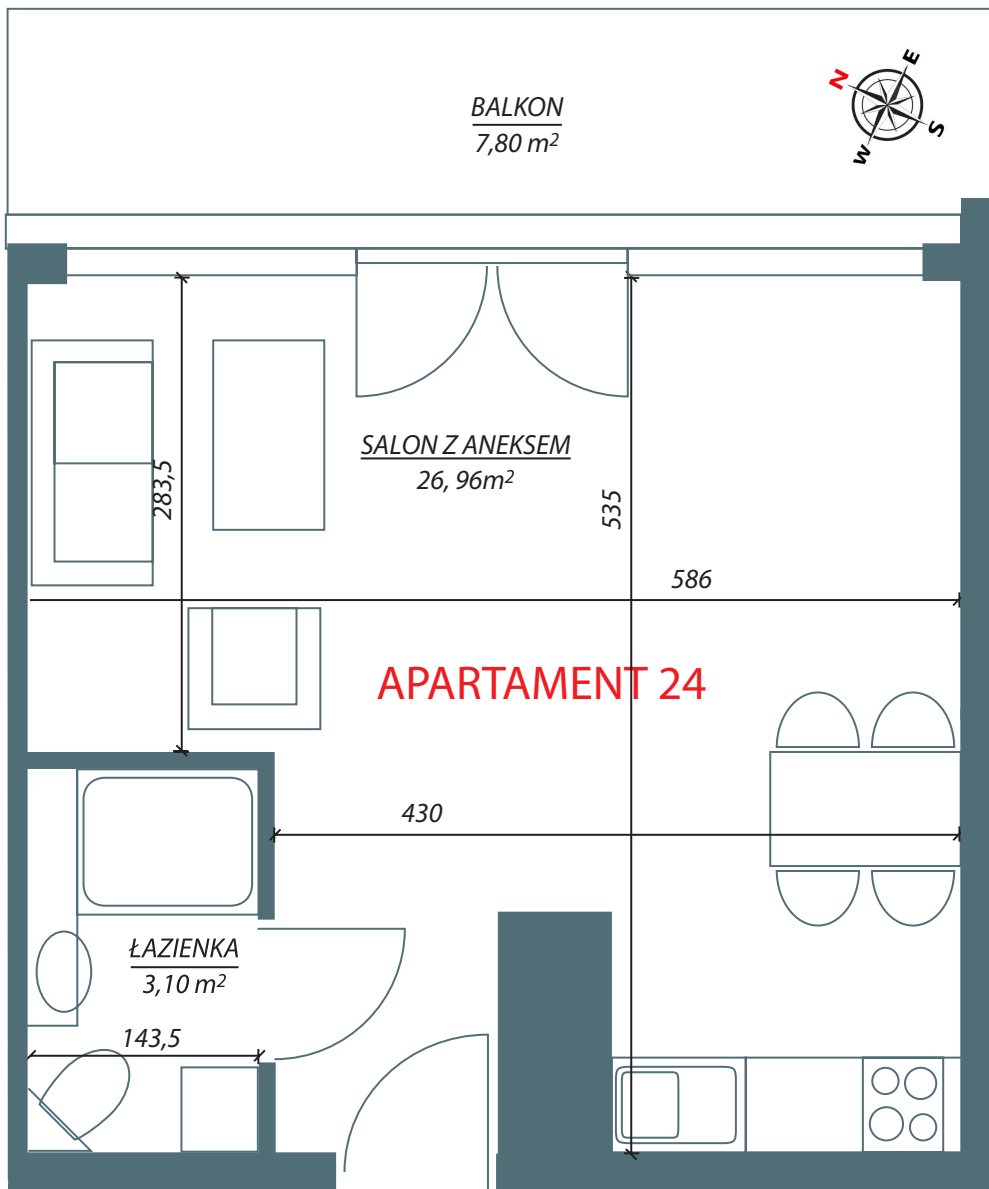 BALKON
7,80 m²
N
E
S
W
SALON Z ANEKSEM
26, 96m²
283,5
535
586
APARTAMENT 24
430
ŁAZIENKA
3,10 m²
143,5